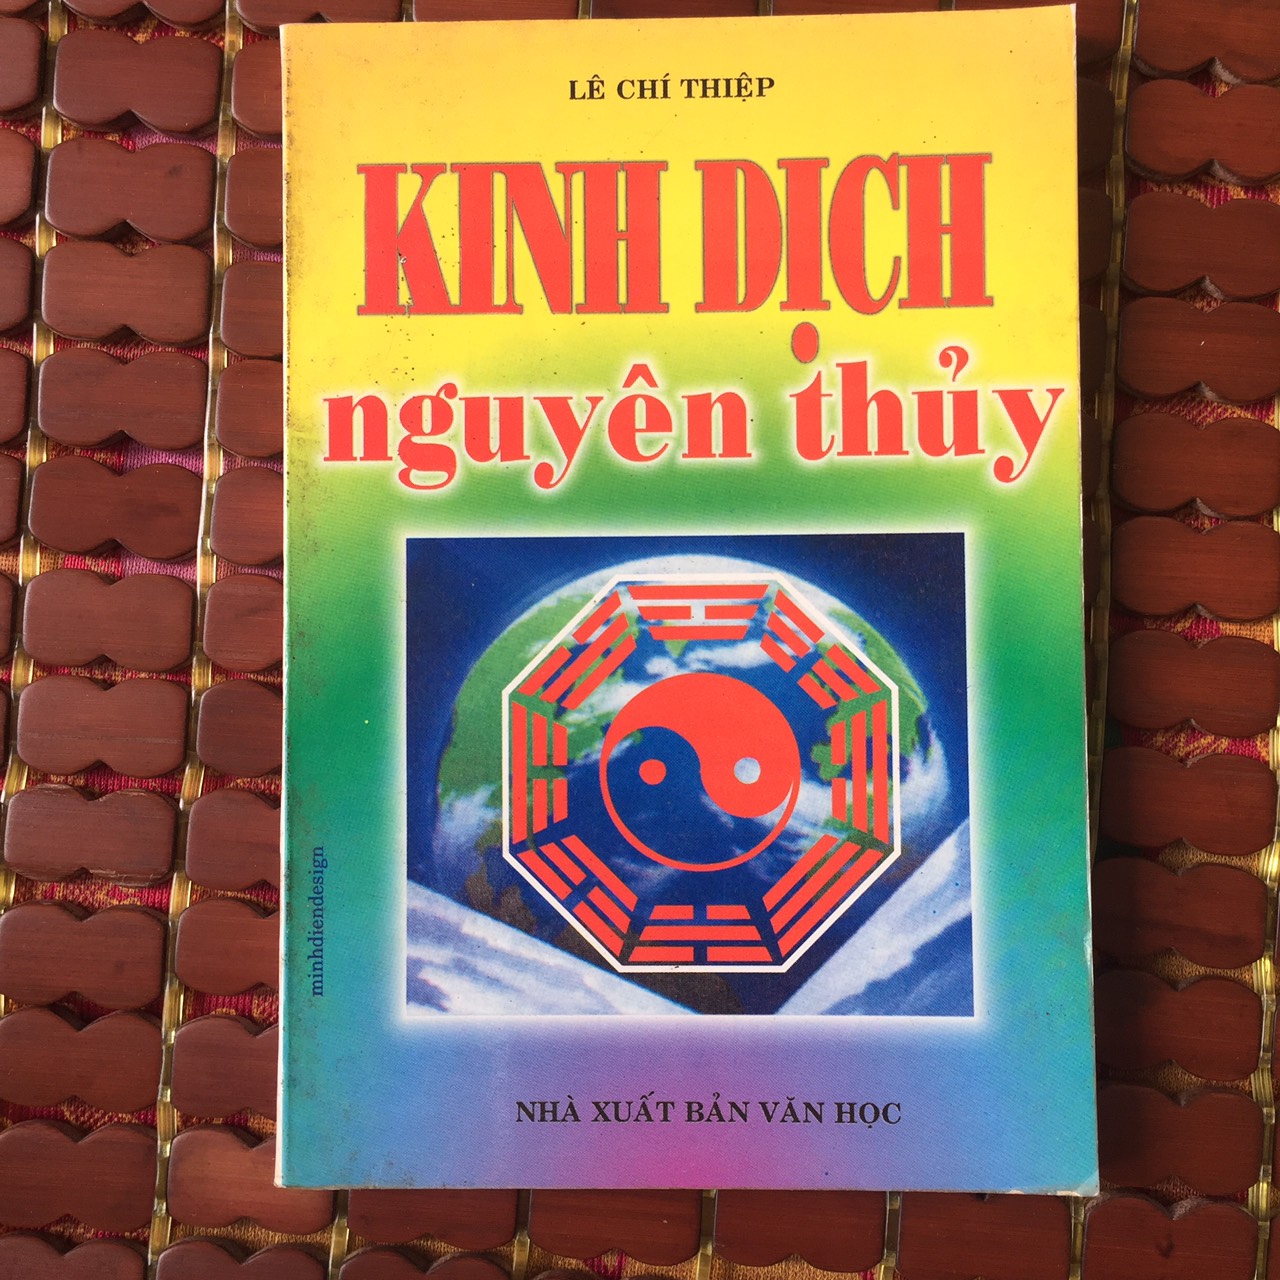 LÊ CHÍ THIỆP
KINH DỊCH
nguyên thủy
minhdiendesign
NHÀ XUẤT BẢN VĂN HỌC